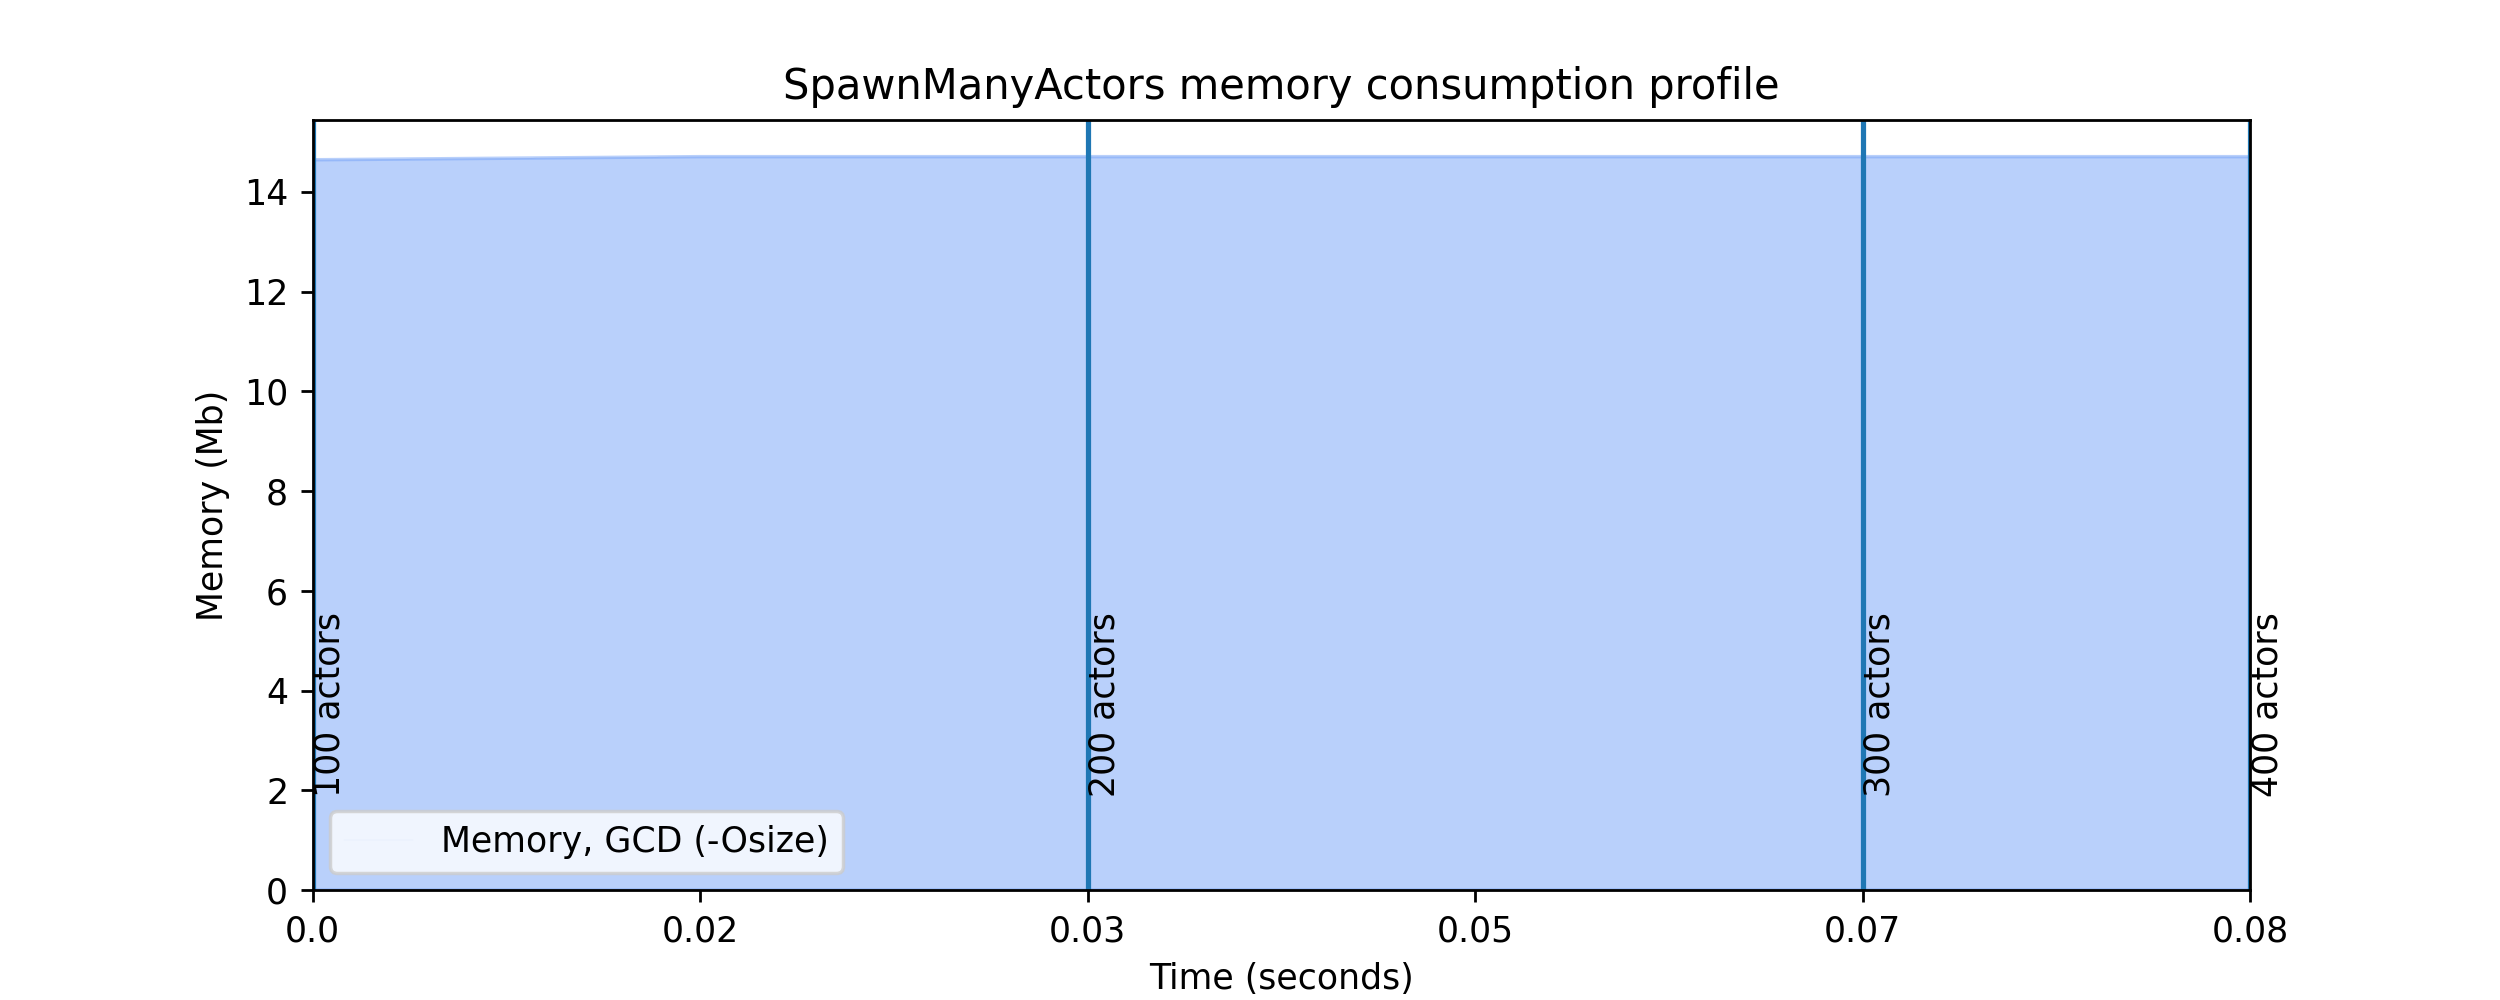 SpawnManyActors memory consumption profile
Memory (Mb)
14
12
10
8
6
4
2
0
100 actors
200 actors
300 actors
400 actors
Memory, GCD (-Osize)
0.0 0.02 0.03 0.05 0.07 0.08
Time (seconds)